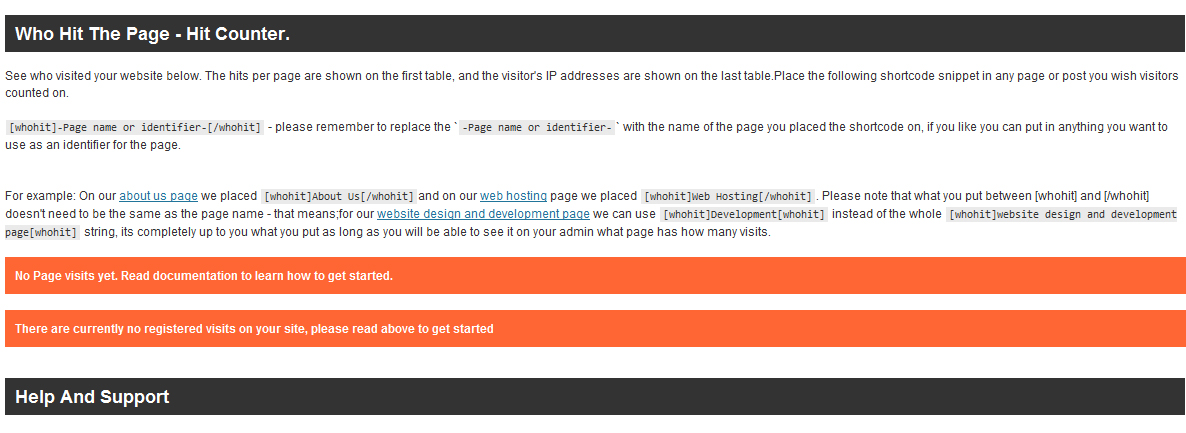 Who Hit The Page - Hit Counter.
See who visited your website below. The hits per page are shown on the first table, and the visitor's IP addresses are shown on the last table.Place the following shortcode snippet in any page or post you wish visitors
counted on.
[whohit]-Page name or identifier-[/whohit] - please remember to replace the `-Page name or identifier-` with the name of the page you placed the shortcode on, if you like you can put in anything you want to
use as an identifier for the page.
For example: On our about us page we placed [whohit]About Us[/whohit] and on our web hosting page we placed [whohit]Web Hosting[/whohit]. Please note that what you put between [whohit] and [/whohit]
doesn't need to be the same as the page name - that means;for our website design and development page we can use [whohit]Development[whohit] instead of the whole [whohit]website design and development
page[whohit] string, its completely up to you what you put as long as you will be able to see it on your admin what page has how many visits.
No Page visits yet. Read documentation to learn how to get started.
There are currently no registered visits on your site, please read above to get started
Help And Support